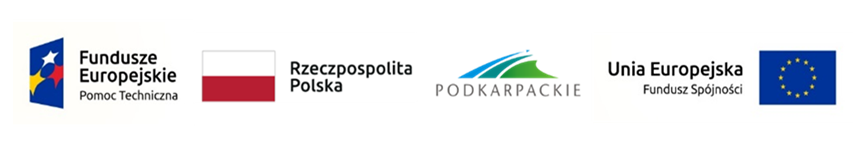 Fundusze
Europejskie
Pomoc Techniczna
Rzeczpospolita
Polska
PODKARPACKIE
Unia Europejska
Fundusz Spójności